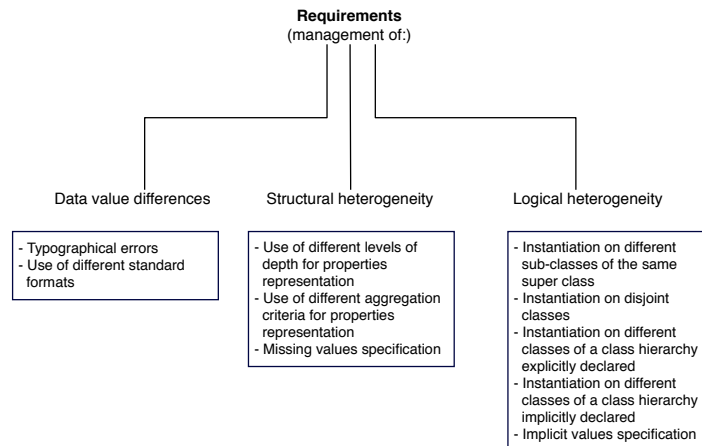 Requirements
(management of:)
Data value differences
Structural heterogeneity
Logical heterogeneity
- Typographical errors
- Use of different standard
formats
- Use of different levels of
depth for properties
representation
- Use of different aggregation
criteria for properties
representation
- Missing values specification
- Instantiation on different
sub-classes of the same
super class
- Instantiation on disjoint
classes
- Instantiation on different
classes of a class hierarchy
explicitly declared
- Instantiation on different
classes of a class hierarchy
implicitly declared
- Implicit values specification